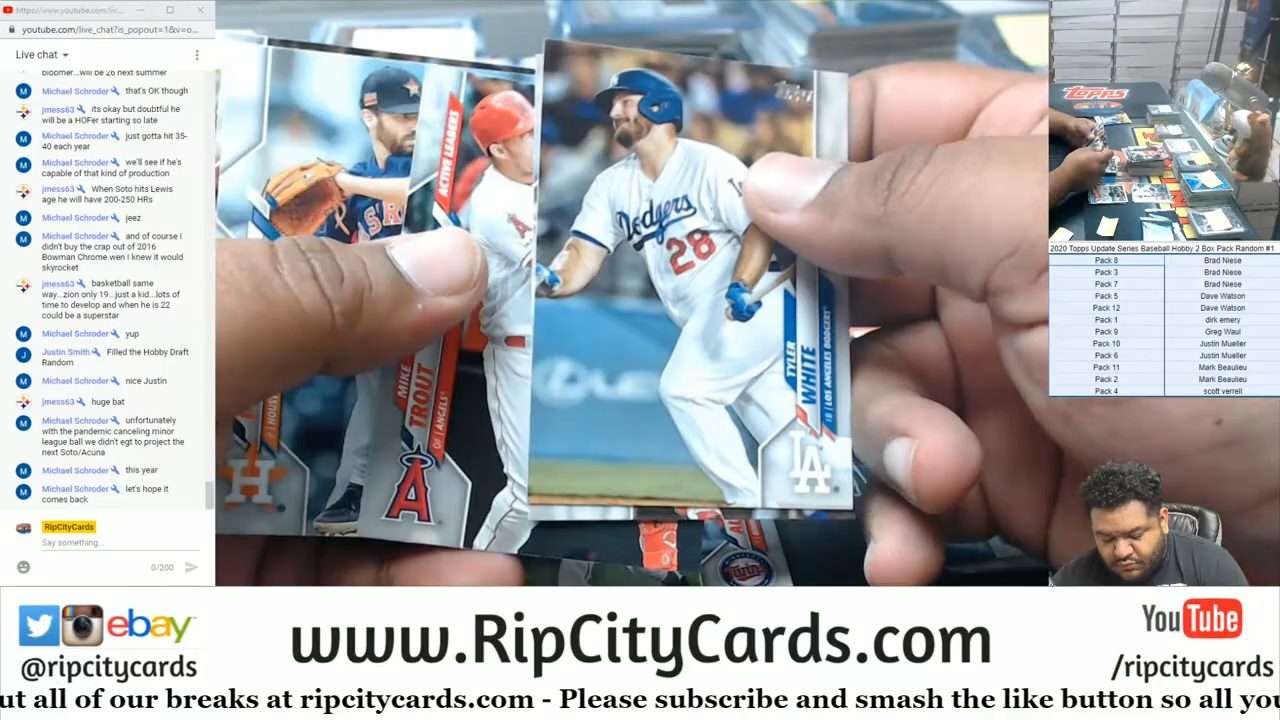 https://www.youtube.com/liv...
youtube.com/live_chat?is_popout=1&v=o...
Live chat
bloomer...will be 26 next summer
Michael Schroder that's OK though
jmess63 its okay but doubtful he
will be a HOFer starting so late
Michael Schroder just gotta hit 35-
40 each year
Michael Schroder we'll see if he's
capable of that kind of production
jmess63 When Soto hits Lewis
age he will have 200-250 HRs
Michael Schroder jeez
Michael Schroder and of course I
didn't buy the crap out of 2016
Bowman Chrome wen I knew it would
skyrocket
jmess63 basketball same
way...zion only 19...just a kid...lots of
time to develop and when he is 22
could be a superstar
Michael Schroder yup
Justin Smith Filled the Hobby Draft
Random
Michael Schroder nice Justin
jmess63 huge bat
Michael Schroder unfortunately
with the pandemic canceling minor
league ball we didn't egt to project the
next Soto/Acuna
Michael Schroder this year
Michael Schroder let's hope it
comes back
RipCityCards
Say something...
0/200
ACTIVE LEADERS
MIKE
TROUT
OF | ANGELS
A
H
Dodgers
28
TYLER
WHITE
1B | LOS ANGELES DODGERS
LA
Twins
Topps
2020 Topps Update Series Baseball Hobby 2 Box Pack Random #1
Pack 8 Brad Niese
Pack 3 Brad Niese
Pack 7 Brad Niese
Pack 5 Dave Watson
Pack 12 Dave Watson
Pack 1 dirk emery
Pack 9 Greg Waul
Pack 10 Justin Mueller
Pack 6 Justin Mueller
Pack 11 Mark Beaulieu
Pack 2 Mark Beaulieu
Pack 4 scott verrell
ebay
@ripcitycards
www.RipCityCards.com
YouTube
/ripcitycards
ut all of our breaks at ripcitycards.com - Please subscribe and smash the like button so all you